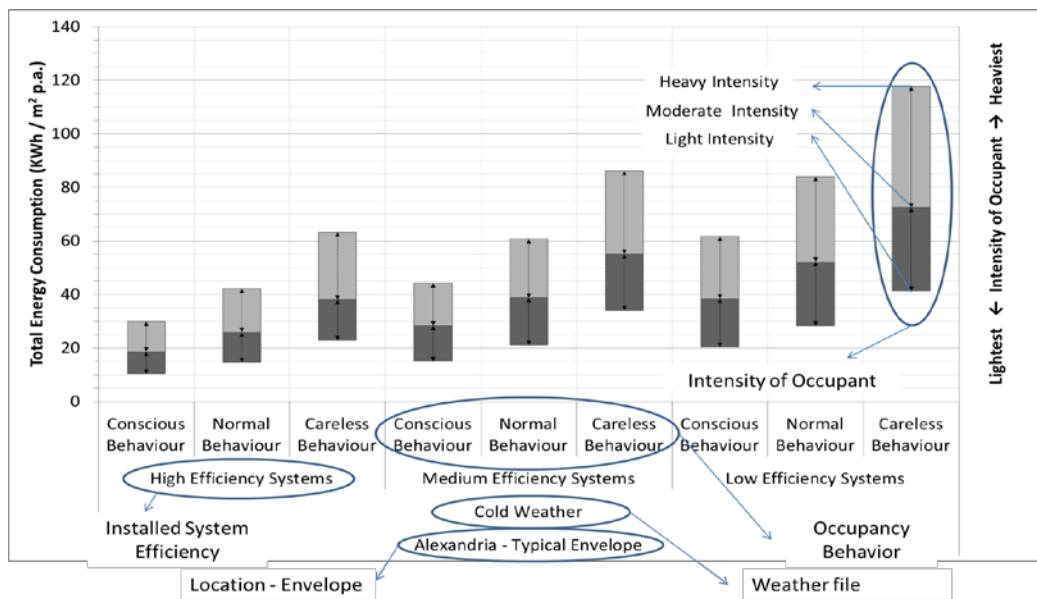 Total Energy Consumption (KWh / m² p.a.)
140
120
100
80
60
40
20
0
Heavy Intensity
Moderate Intensity
Light Intensity
Lightest ← Intensity of Occupant → Heaviest
Intensity of Occupant
Conscious Normal Careless Conscious Normal Careless Conscious Normal Careless
Behaviour Behaviour Behaviour Behaviour Behaviour Behaviour Behaviour Behaviour Behaviour
High Efficiency Systems Medium Efficiency Systems Low Efficiency Systems
Cold Weather
Installed System
Efficiency
Alexandria - Typical Envelope
Occupancy
Behavior
Location - Envelope
Weather file